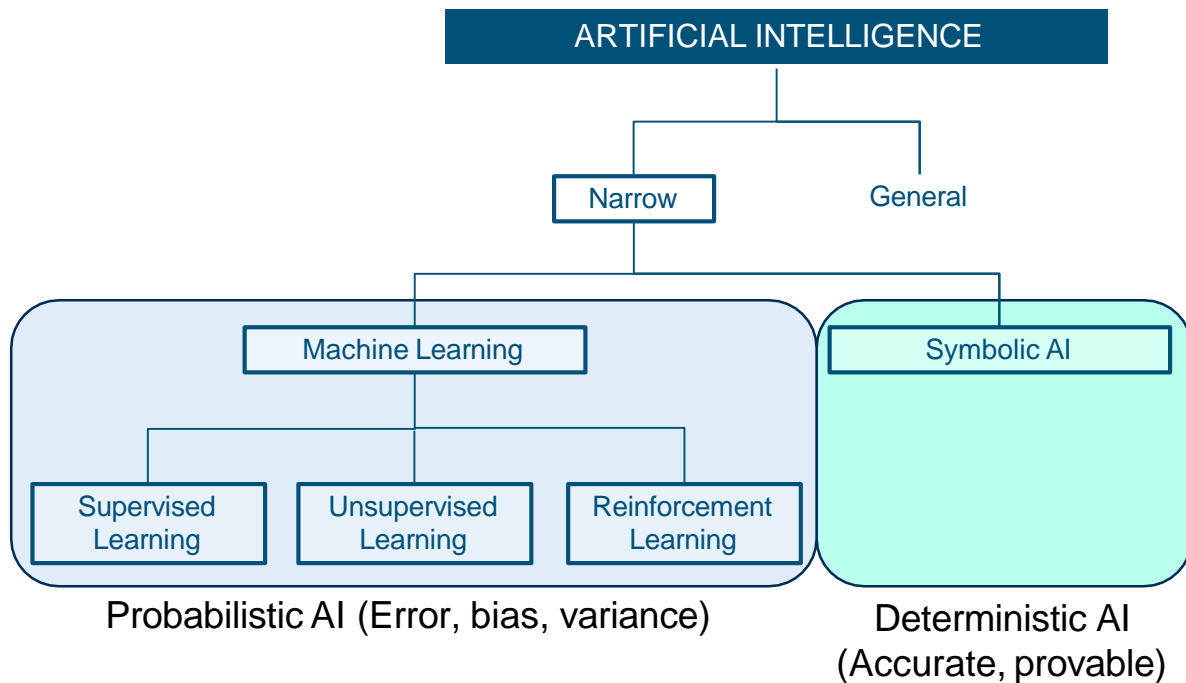 ARTIFICIAL INTELLIGENCE
Narrow
General
Machine Learning
Symbolic AI
Supervised
Learning
Unsupervised
Learning
Reinforcement
Learning
Probabilistic AI (Error, bias, variance)
Deterministic AI
(Accurate, provable)